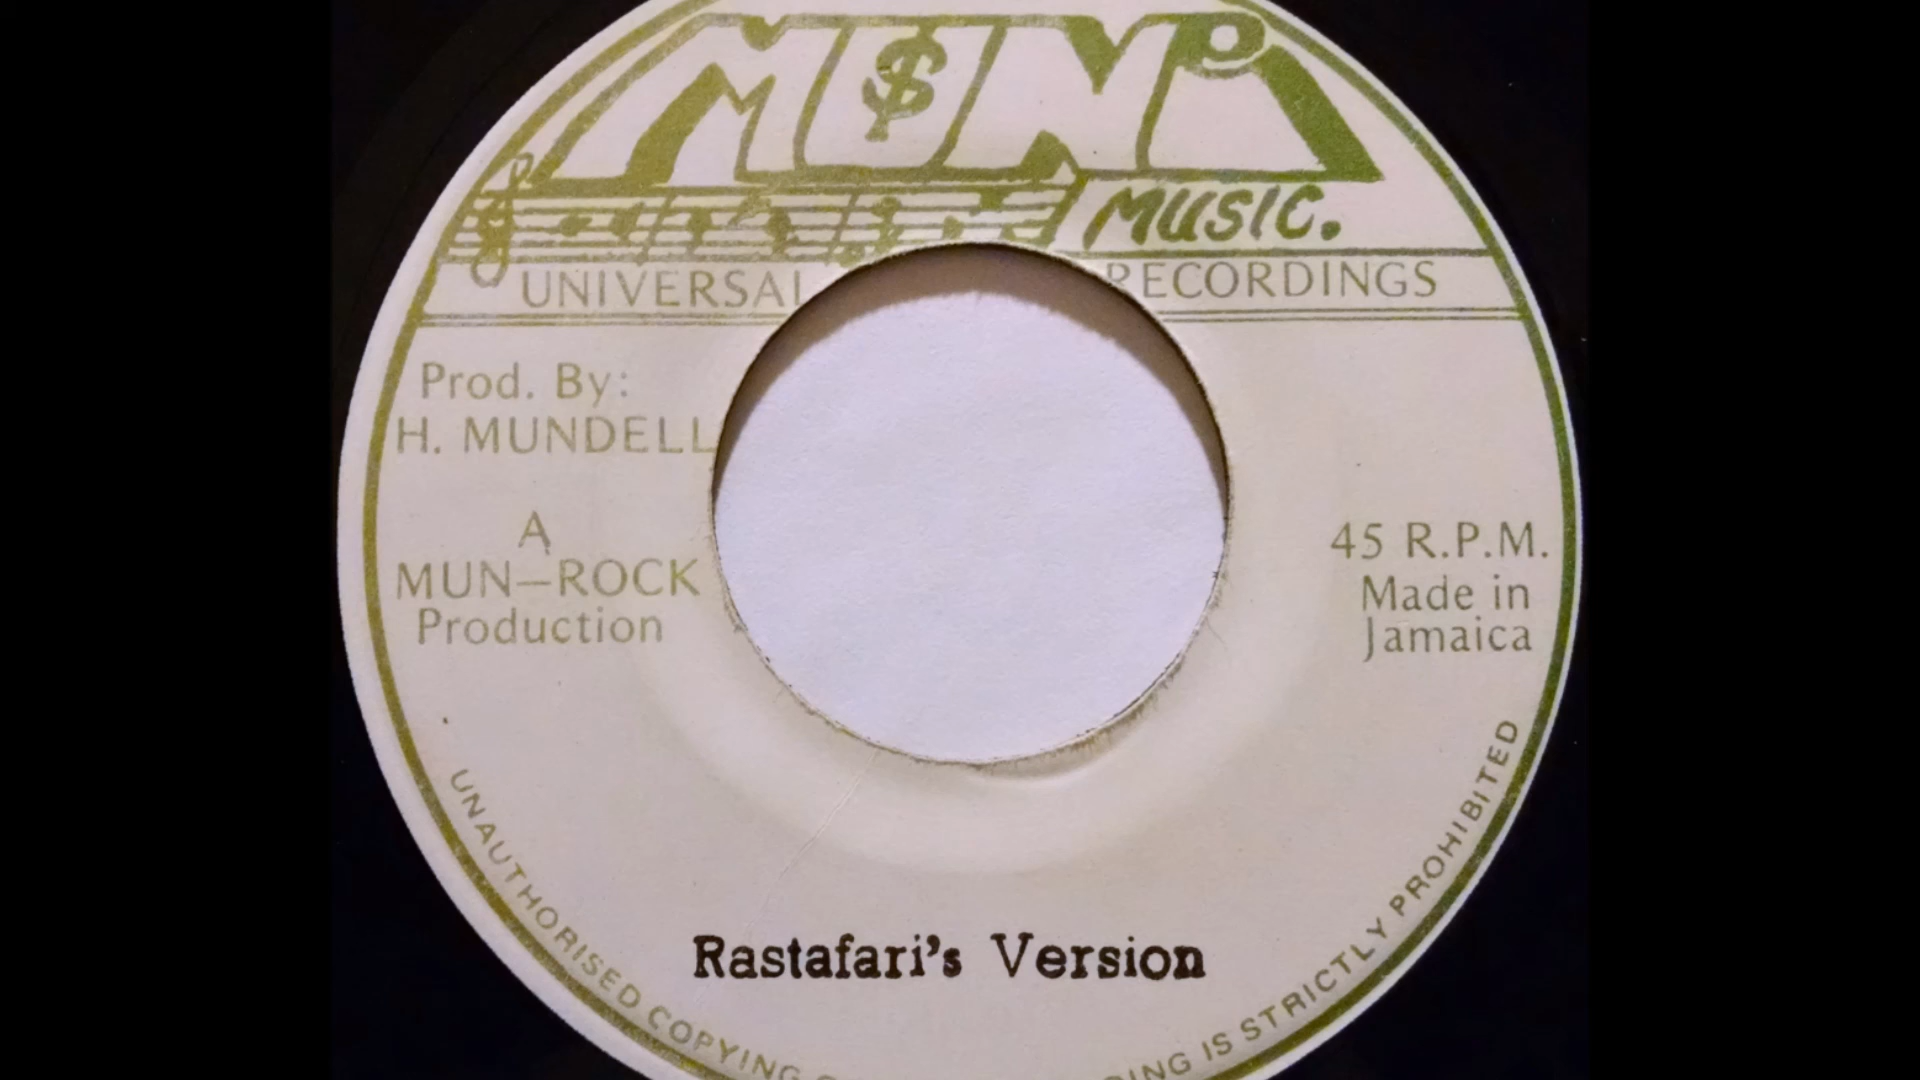 MUN$
MUSIC.
UNIVERSAL RECORDINGS
Prod. By:
H. MUNDELL
A
MUN–ROCK
Production
45 R.P.M.
Made in
Jamaica
Rastafari's Version
UNAUTHORISED COPYING IS STRICTLY PROHIBITED